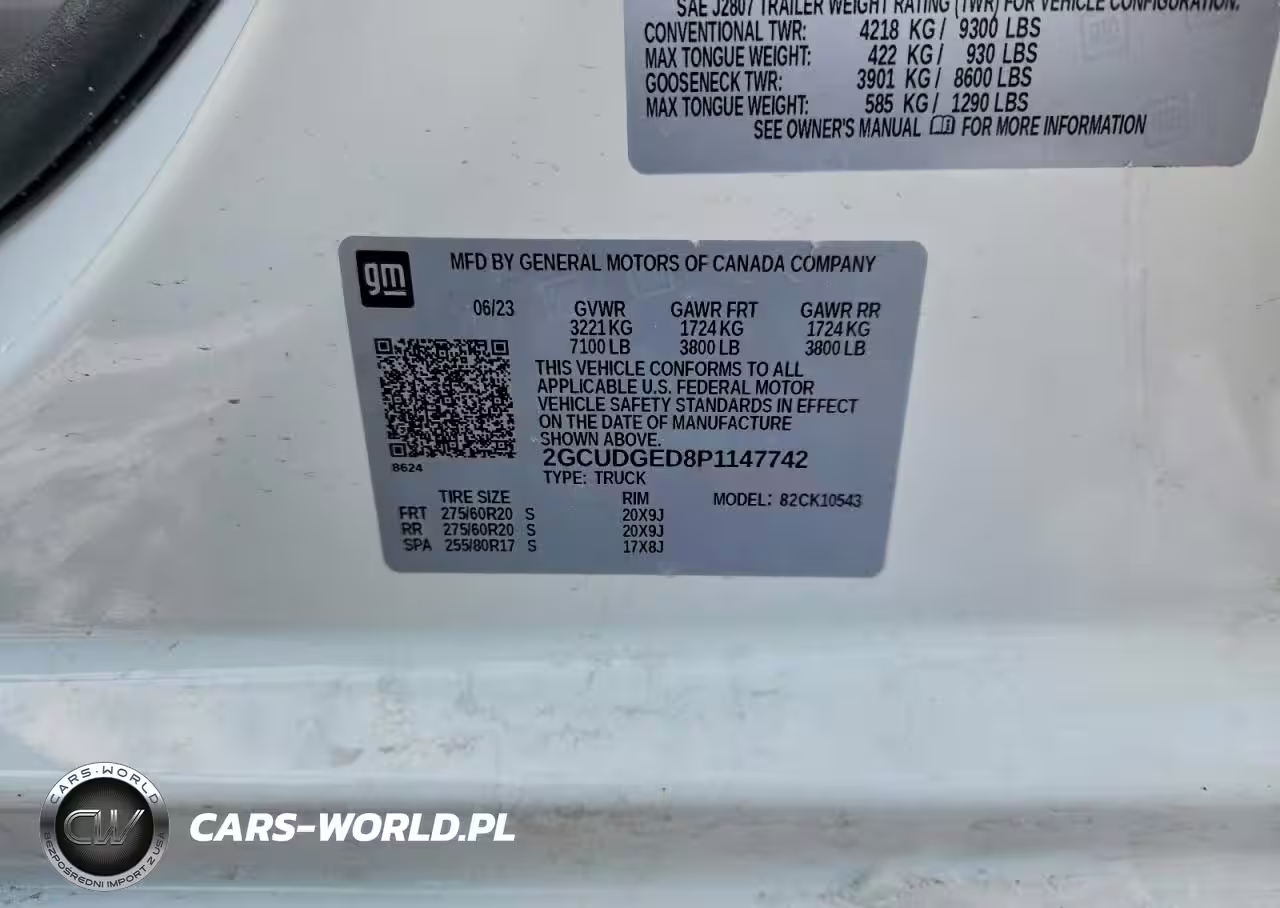 SAE J2807 TRAILER WEIGHT RATING (TWR) FOR VEHICLE CONFIGURATION.
CONVENTIONAL TWR: 4218 KG / 9300 LBS
MAX TONGUE WEIGHT: 422 KG / 930 LBS
GOOSENECK TWR: 3901 KG / 8600 LBS
MAX TONGUE WEIGHT: 585 KG / 1290 LBS
SEE OWNER'S MANUAL FOR MORE INFORMATION
gm
MFD BY GENERAL MOTORS OF CANADA COMPANY
06/23 GVWR GAWR FRT GAWR RR
3221 KG 1724 KG 1724 KG
7100 LB 3800 LB 3800 LB
THIS VEHICLE CONFORMS TO ALL
APPLICABLE U.S. FEDERAL MOTOR
VEHICLE SAFETY STANDARDS IN EFFECT
ON THE DATE OF MANUFACTURE
SHOWN ABOVE.
2GCUDGED8P1147742
8624
TYPE: TRUCK
TIRE SIZE RIM MODEL: 82CK10543
FRT 275/60R20 S 20X9J
RR 275/60R20 S 20X9J
SPA 255/80R17 S 17X8J
CARS-WORLD
CW
BEZPOŚREDNI IMPORT Z USA
CARS-WORLD.PL